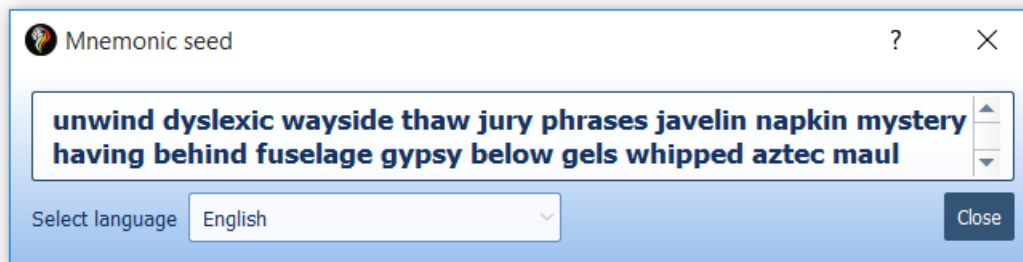 Mnemonic seed ?
unwind dyslexic wayside thaw jury phrases javelin napkin mystery
having behind fuselage gypsy below gels whipped aztec maul
Select language English Close